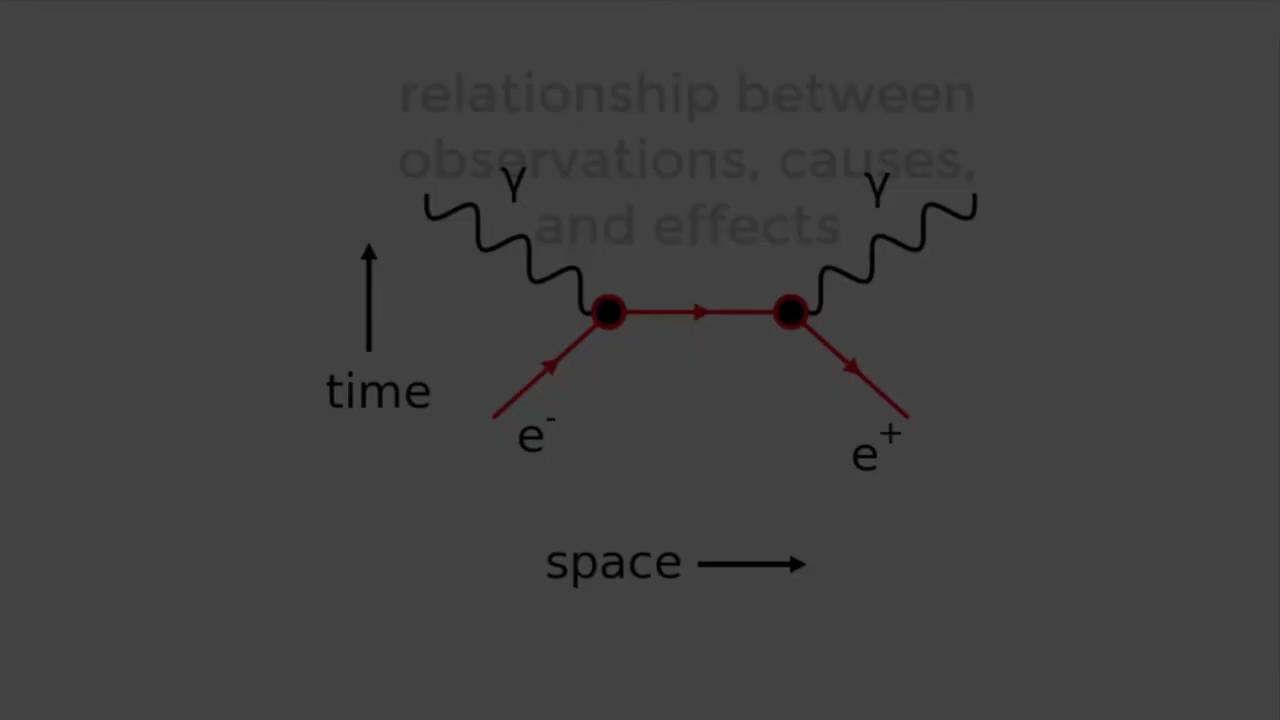 relationship between
observations, causes,
and effects
γ γ
time
e-
e+
space